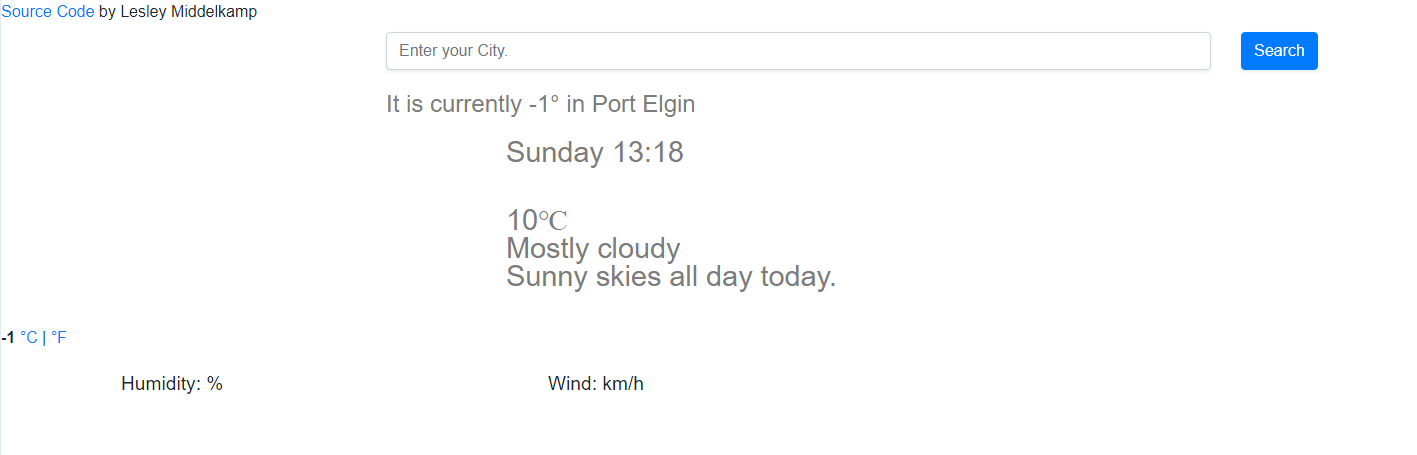 Source Code by Lesley Middelkamp
Enter your City.
Search
It is currently -1° in Port Elgin
Sunday 13:18
10℃
Mostly cloudy
Sunny skies all day today.
-1 °C | °F
Humidity: %
Wind: km/h